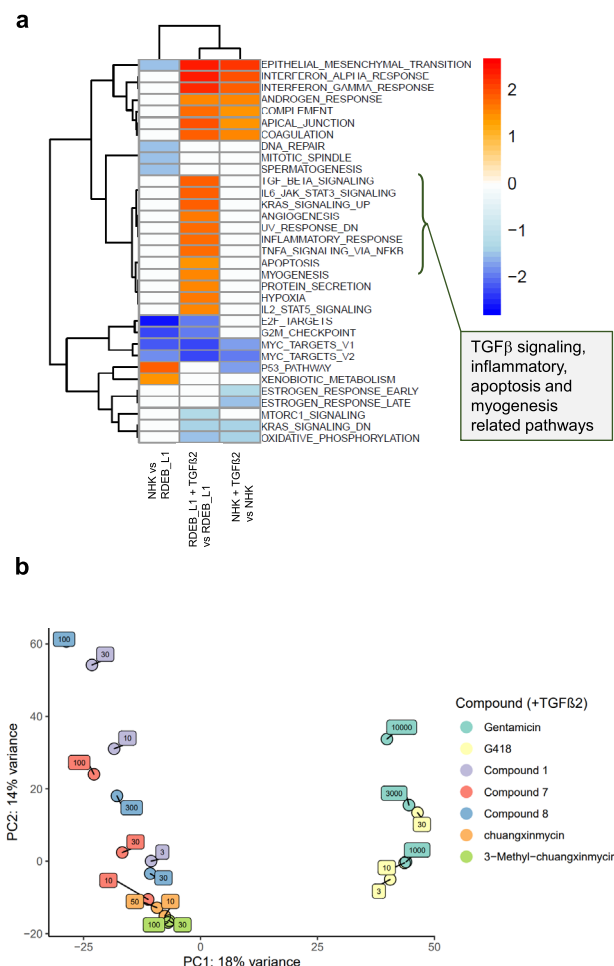 a
EPITHELIAL_MESENCHYMAL_TRANSITION
INTERFERON_ALPHA_RESPONSE
INTERFERON_GAMMA_RESPONSE
ANDROGEN_RESPONSE
COMPLEMENT
APICAL_JUNCTION
COAGULATION
DNA_REPAIR
MITOTIC_SPINDLE
SPERMATOGENESIS
TGF_BETA_SIGNALING
IL6_JAK_STAT3_SIGNALING
KRAS_SIGNALING_UP
ANGIOGENESIS
UV_RESPONSE_DN
INFLAMMATORY_RESPONSE
TNFA_SIGNALING_VIA_NFKB
APOPTOSIS
MYOGENESIS
PROTEIN_SECRETION
HYPOXIA
IL2_STAT5_SIGNALING
E2F_TARGETS
G2M_CHECKPOINT
MYC_TARGETS_V1
MYC_TARGETS_V2
P53_PATHWAY
XENOBIOTIC_METABOLISM
ESTROGEN_RESPONSE_EARLY
ESTROGEN_RESPONSE_LATE
MTORC1_SIGNALING
KRAS_SIGNALING_DN
OXIDATIVE_PHOSPHORYLATION
2
1
0
−1
−2
TGFβ signaling,
inflammatory,
apoptosis and
myogenesis
related pathways
NHK vs
RDEB_L1
RDEB_L1 + TGFß2
vs RDEB_L1
NHK + TGFß2
vs NHK
b
60
40
20
0
−20
PC2: 14% variance
100
30
10
100
300
30
3
30
10
50
10
100
30
10000
3000
30
1000
10
3
−25
0
25
50
PC1: 18% variance
Compound (+TGFß2)
Gentamicin
G418
Compound 1
Compound 7
Compound 8
chuangxinmycin
3-Methyl-chuangxinmycin